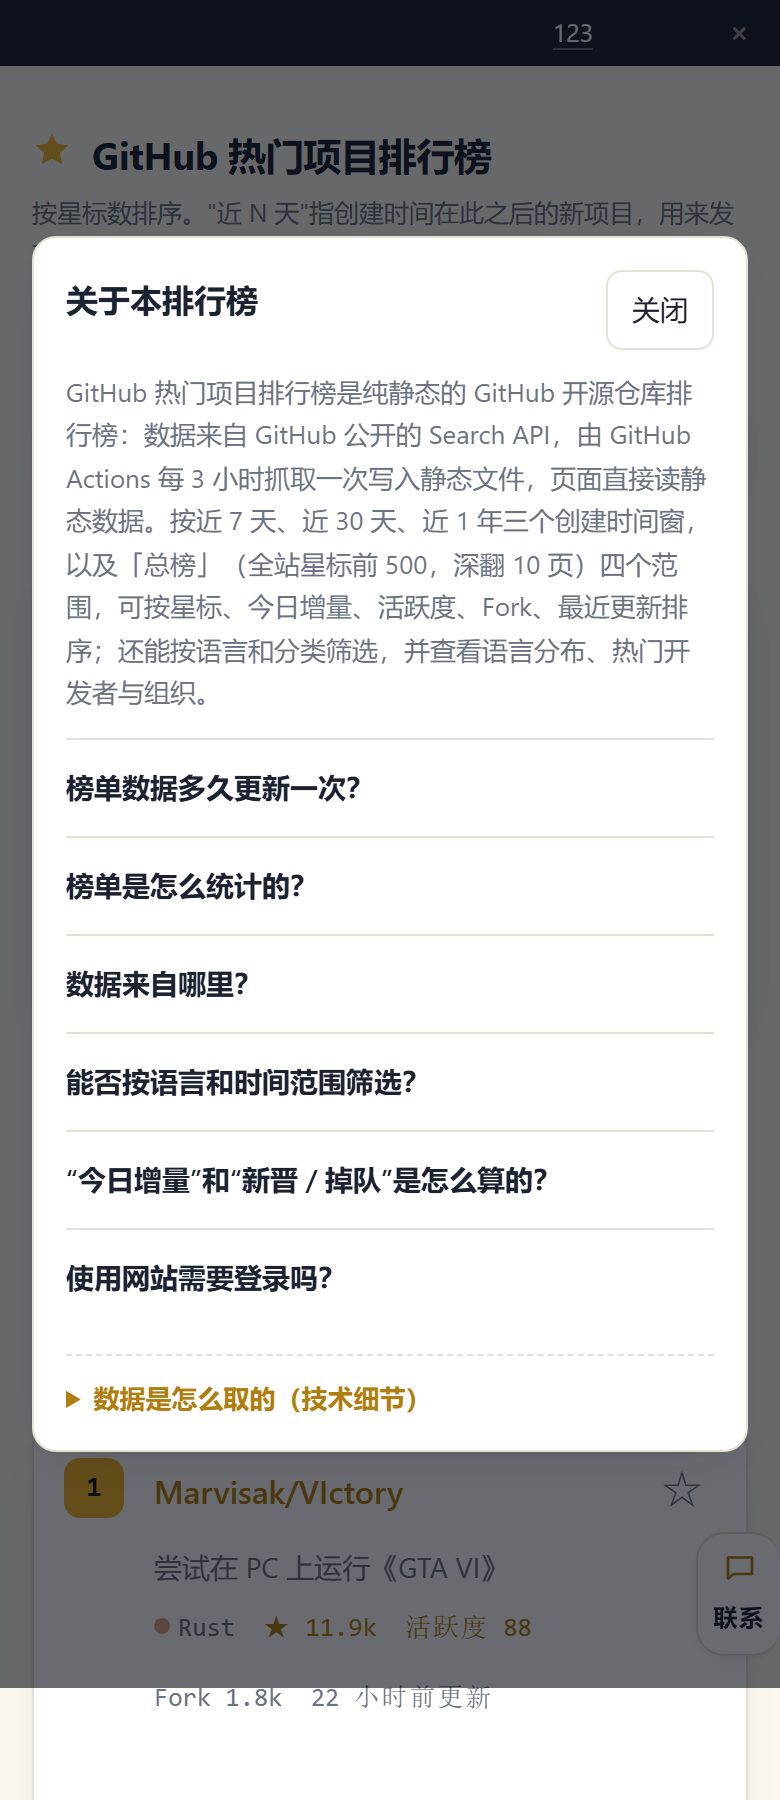 123 ×
GitHub 热门项目排行榜
按星标数排序。"近 N 天"指创建时间在此之后的新项目，用来发
关于本排行榜
关闭
GitHub 热门项目排行榜是纯静态的 GitHub 开源仓库排
行榜：数据来自 GitHub 公开的 Search API，由 GitHub
Actions 每 3 小时抓取一次写入静态文件，页面直接读静
态数据。按近 7 天、近 30 天、近 1 年三个创建时间窗，
以及「总榜」（全站星标前 500，深翻 10 页）四个范
围，可按星标、今日增量、活跃度、Fork、最近更新排
序；还能按语言和分类筛选，并查看语言分布、热门开
发者与组织。
榜单数据多久更新一次？
榜单是怎么统计的？
数据来自哪里？
能否按语言和时间范围筛选？
“今日增量”和“新晋 / 掉队”是怎么算的？
使用网站需要登录吗？
▶ 数据是怎么取的（技术细节）
1 Marvisak/VIctory ☆
尝试在 PC 上运行《GTA VI》
Rust ★ 11.9k 活跃度 88
联系
Fork 1.8k 22 小时前更新